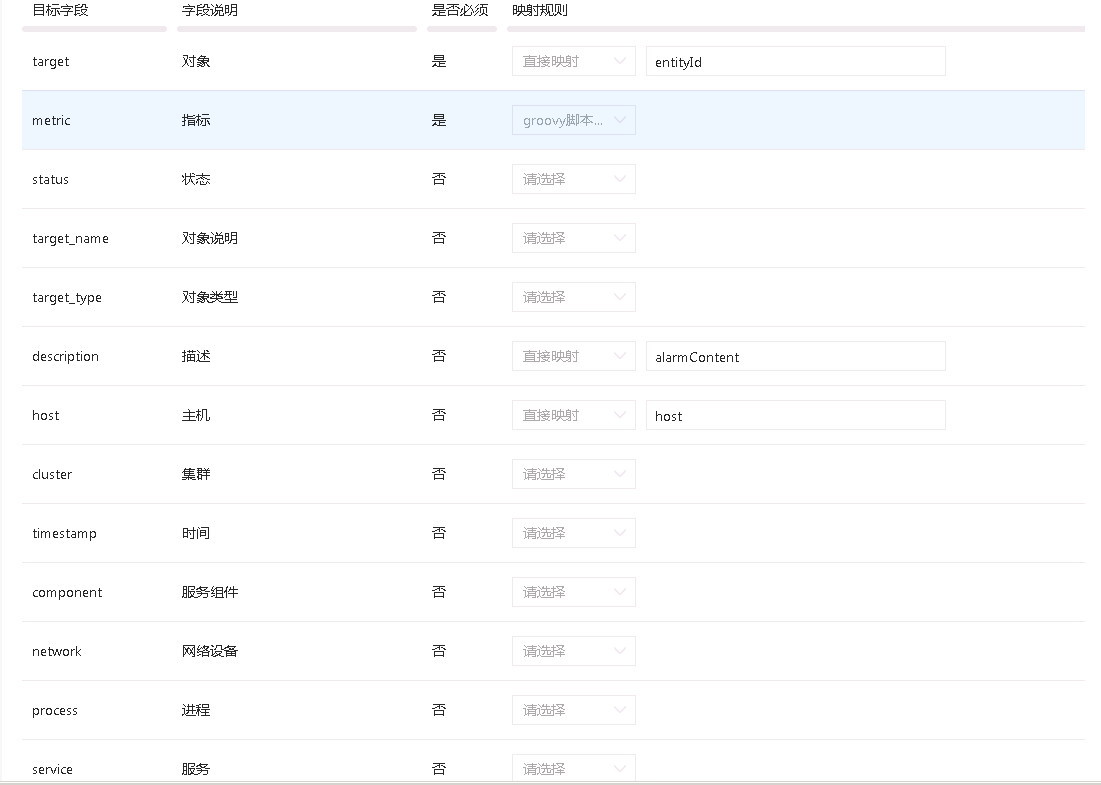 目标字段 字段说明 是否必须 映射规则
target 对象 是 直接映射 entityId
metric 指标 是 groovy脚本...
status 状态 否 请选择
target_name 对象说明 否 请选择
target_type 对象类型 否 请选择
description 描述 否 直接映射 alarmContent
host 主机 否 直接映射 host
cluster 集群 否 请选择
timestamp 时间 否 请选择
component 服务组件 否 请选择
network 网络设备 否 请选择
process 进程 否 请选择
service 服务 否 请选择